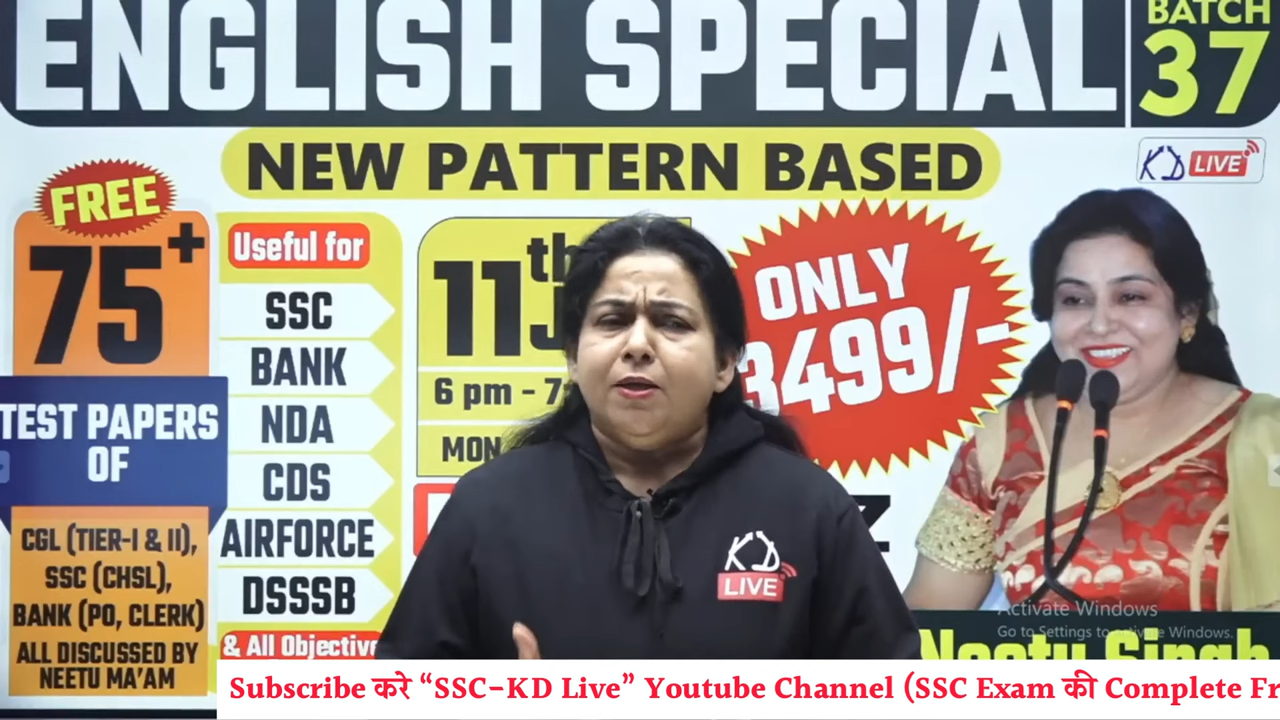 ENGLISH SPECIAL
BATCH
37
NEW PATTERN BASED
KD LIVE
FREE
75+
TEST PAPERS
OF
CGL (TIER-I & II),
SSC (CHSL),
BANK (PO, CLERK)
ALL DISCUSSED BY
NEETU MA'AM
Useful for
SSC
BANK
NDA
CDS
AIRFORCE
DSSSB
& All Objective
11th
6 pm - 7
MON
ONLY
3499/-
KD
LIVE
Activate Windows
Go to Settings to activate Windows.
Neetu Singh
Subscribe करे “SSC-KD Live” Youtube Channel (SSC Exam की Complete Fr